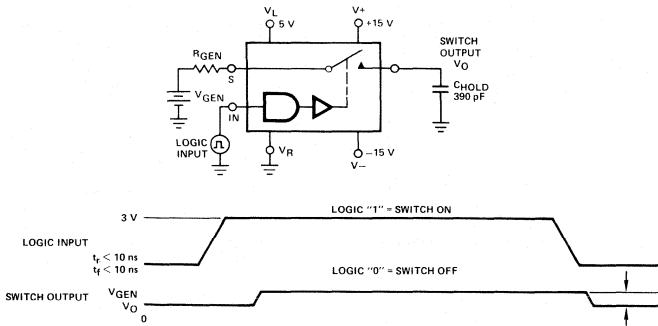 VL
5 V
V+
+15 V
RGEN
S
VGEN
IN
LOGIC
INPUT
VR
V–
–15 V
SWITCH
OUTPUT
VO
CHOLD
390 pF
3 V
LOGIC "1" = SWITCH ON
LOGIC INPUT
tr < 10 ns
tf < 10 ns
LOGIC "0" = SWITCH OFF
SWITCH OUTPUT
VGEN
VO
0